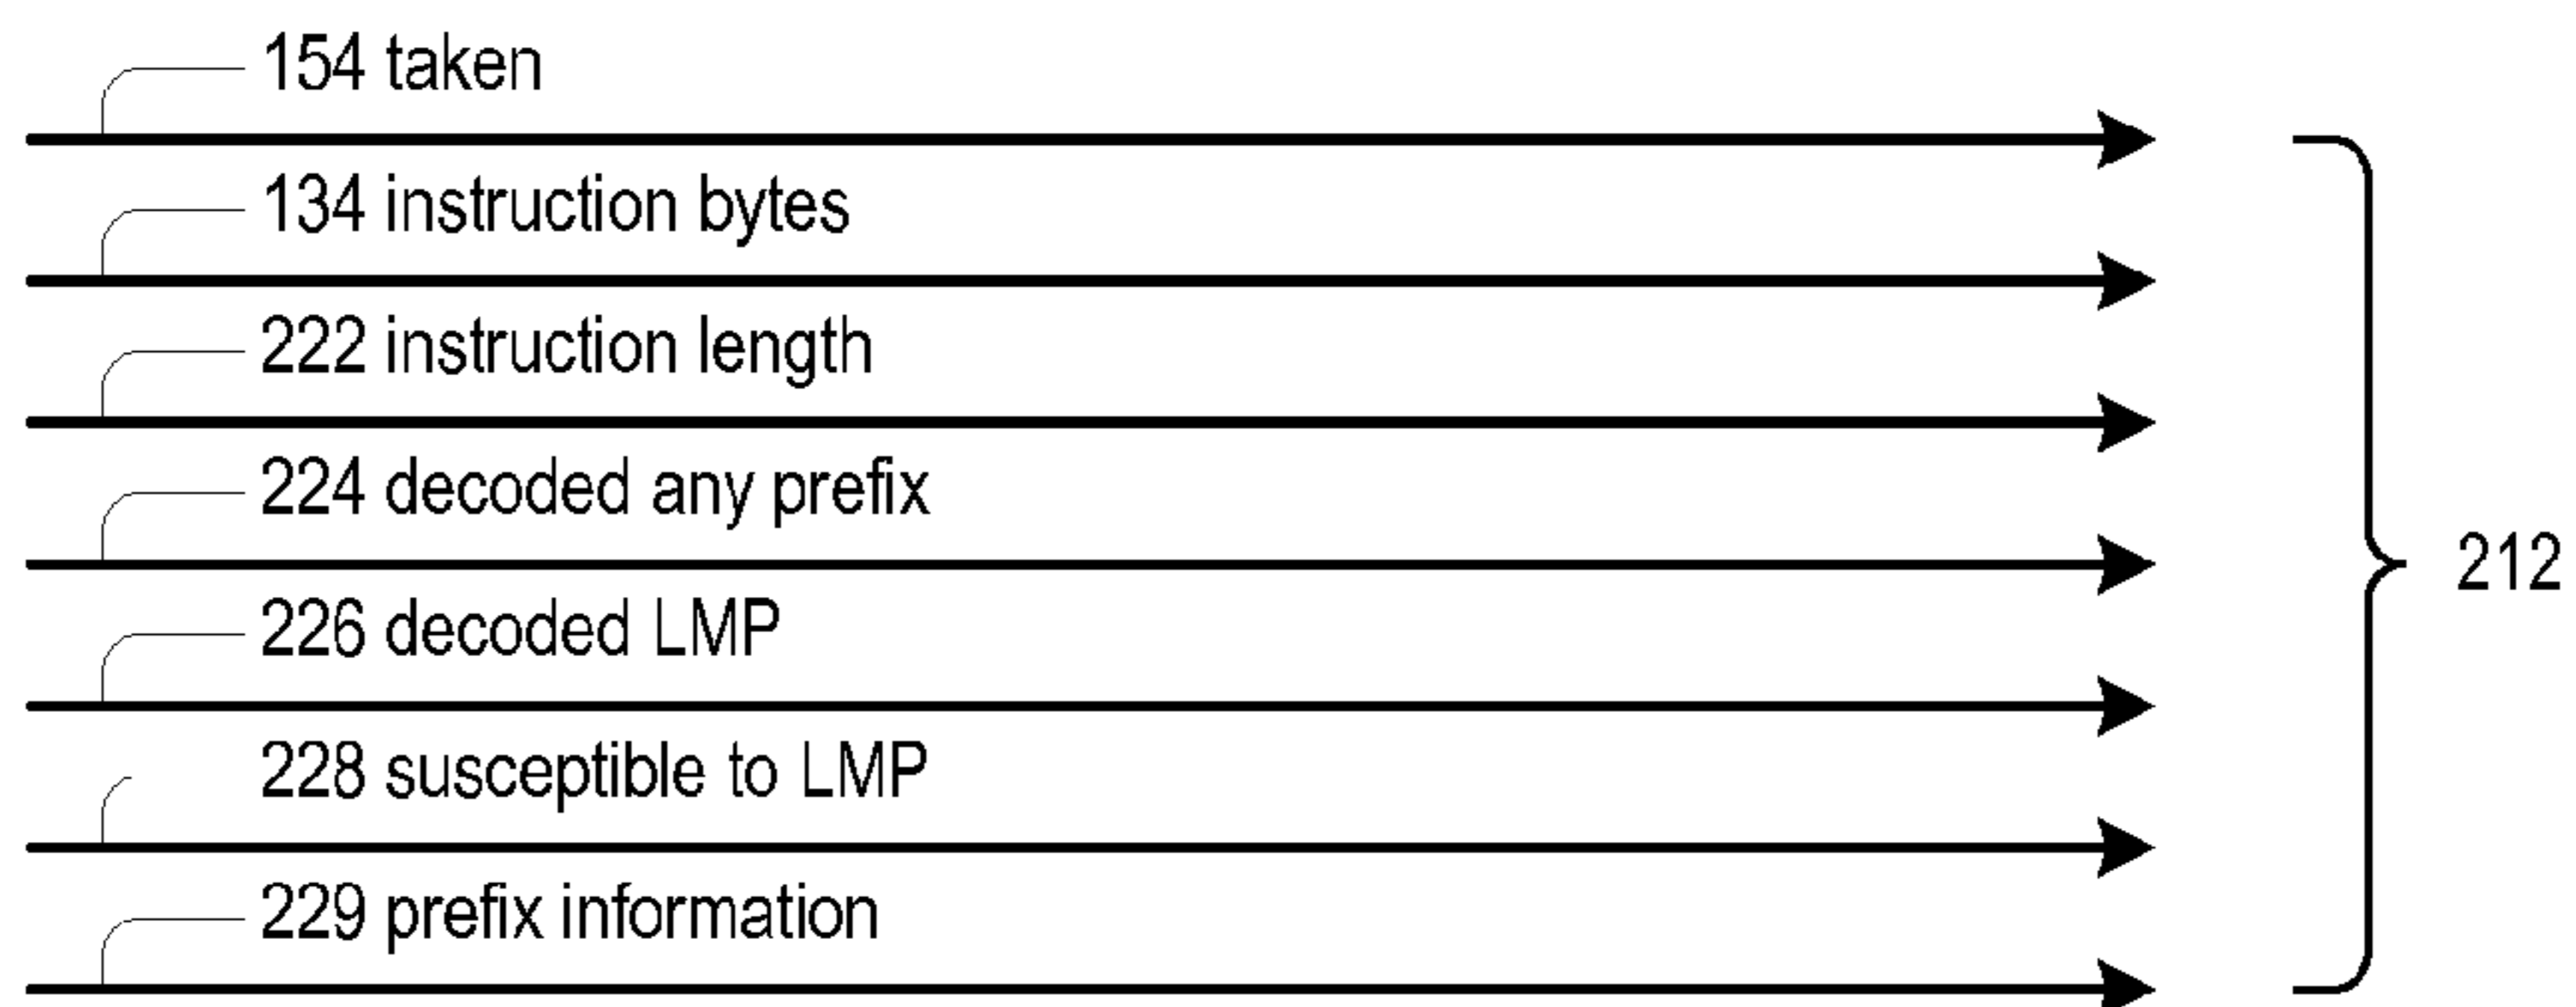 154 taken
134 instruction bytes
222 instruction length
224 decoded any prefix
226 decoded LMP
228 susceptible to LMP
229 prefix information
212